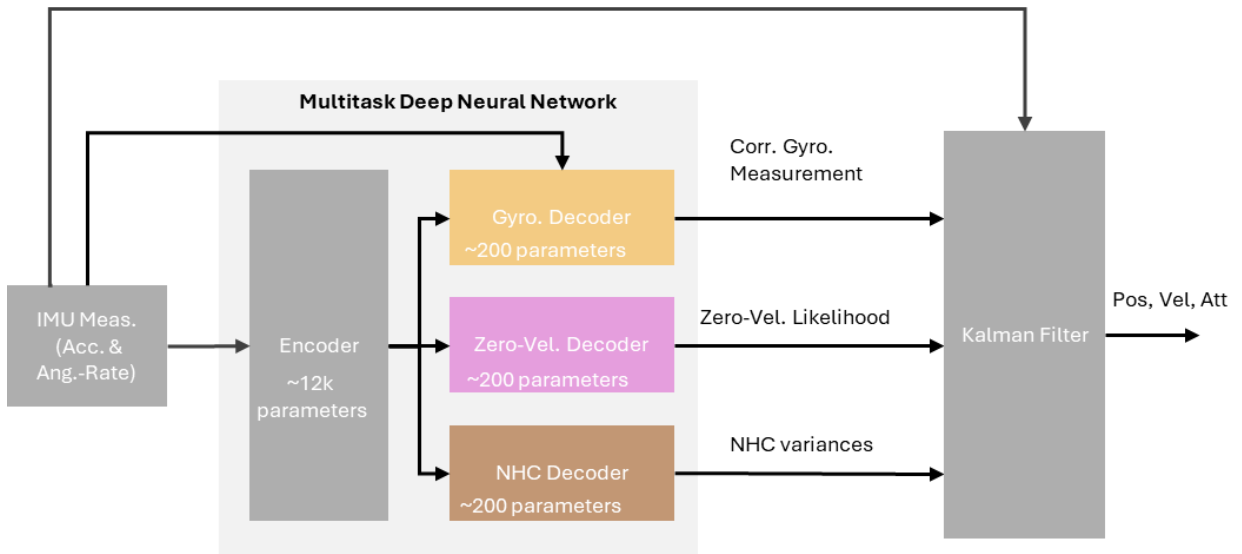 Multitask Deep Neural Network
IMU Meas.
(Acc. &
Ang.-Rate)
Encoder
~12k
parameters
Gyro. Decoder
~200 parameters
Zero-Vel. Decoder
~200 parameters
NHC Decoder
~200 parameters
Corr. Gyro.
Measurement
Zero-Vel. Likelihood
NHC variances
Kalman Filter
Pos, Vel, Att